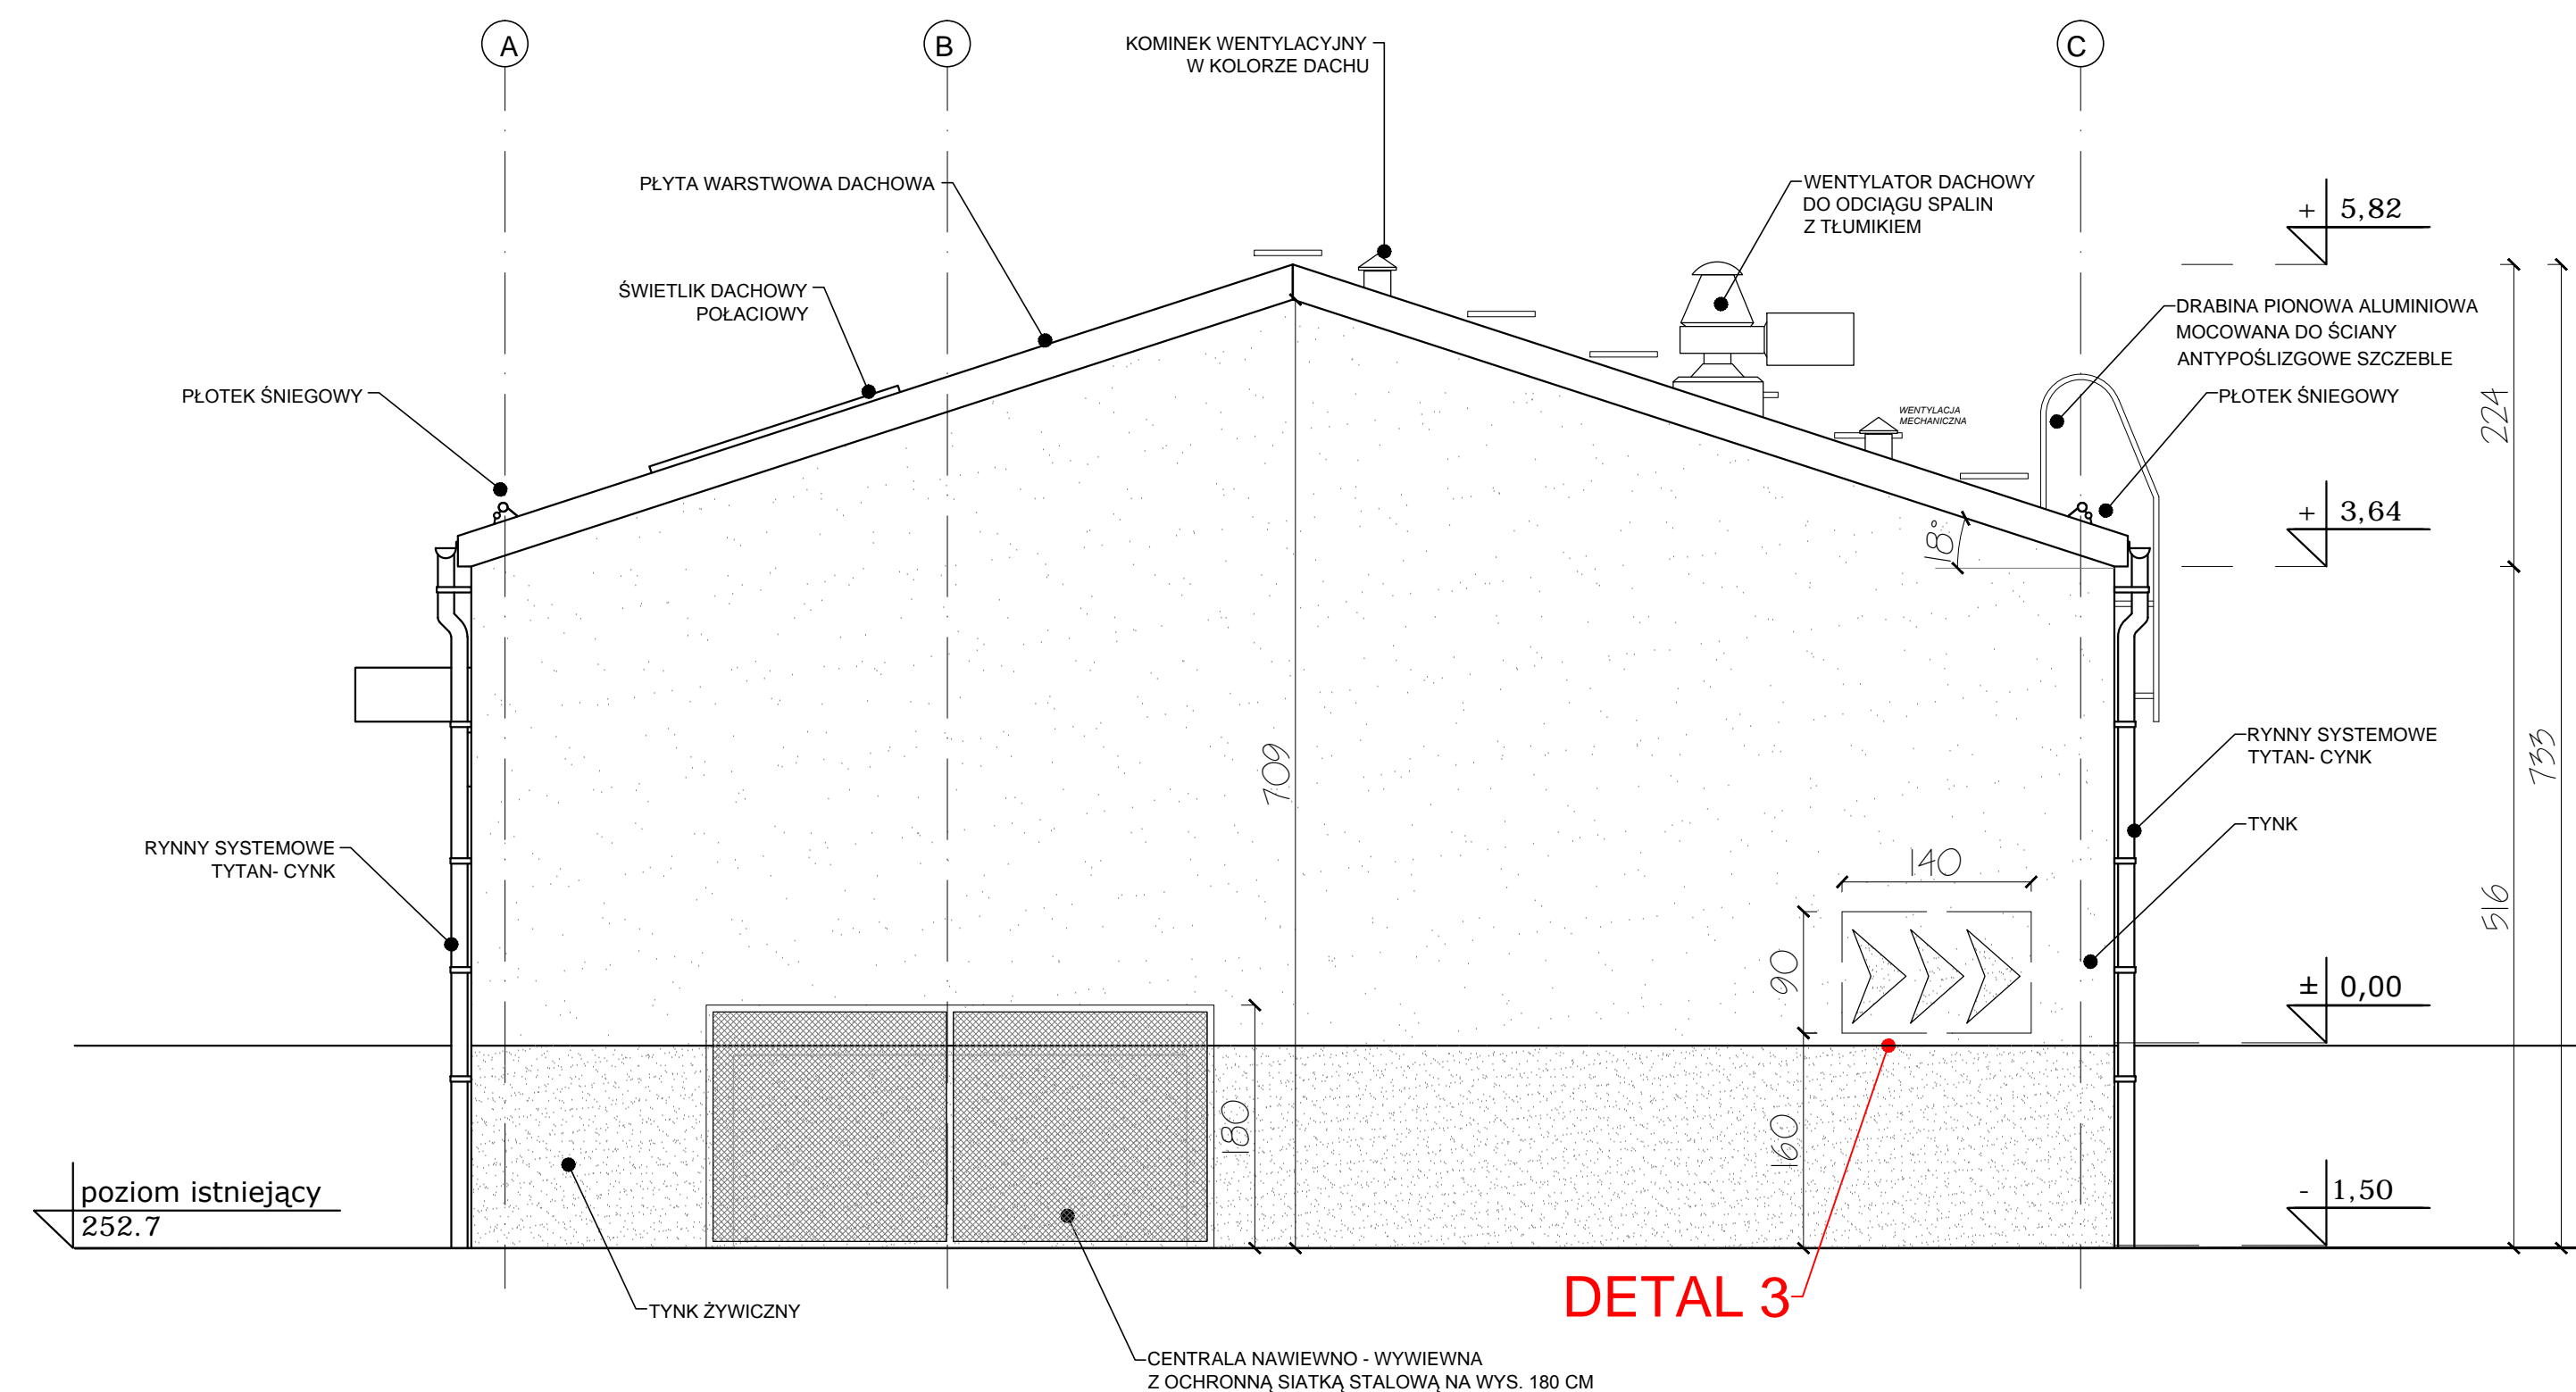 A
B
C
KOMINEK WENTYLACYJNY
W KOLORZE DACHU
PŁYTA WARSTWOWA DACHOWA
WENTYLATOR DACHOWY
DO ODCIĄGU SPALIN
Z TŁUMIKIEM
+ 5,82
ŚWIETLIK DACHOWY
POŁACIOWY
DRABINA PIONOWA ALUMINIOWA
MOCOWANA DO ŚCIANY
ANTYPOŚLIZGOWE SZCZEBLE
PŁOTEK ŚNIEGOWY
PŁOTEK ŚNIEGOWY
WENTYLACJA
MECHANICZNA
224
+ 3,64
18°
709
733
RYNNY SYSTEMOWE
TYTAN- CYNK
TYNK
RYNNY SYSTEMOWE
TYTAN- CYNK
140
516
90
± 0,00
180
160
poziom istniejący
252.7
- 1,50
DETAL 3
TYNK ŻYWICZNY
CENTRALA NAWIEWNO - WYWIEWNA
Z OCHRONNĄ SIATKĄ STALOWĄ NA WYS. 180 CM